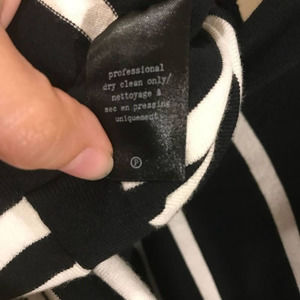 professional
dry clean only/
nettoyage à
sec en pressing
uniquement
P